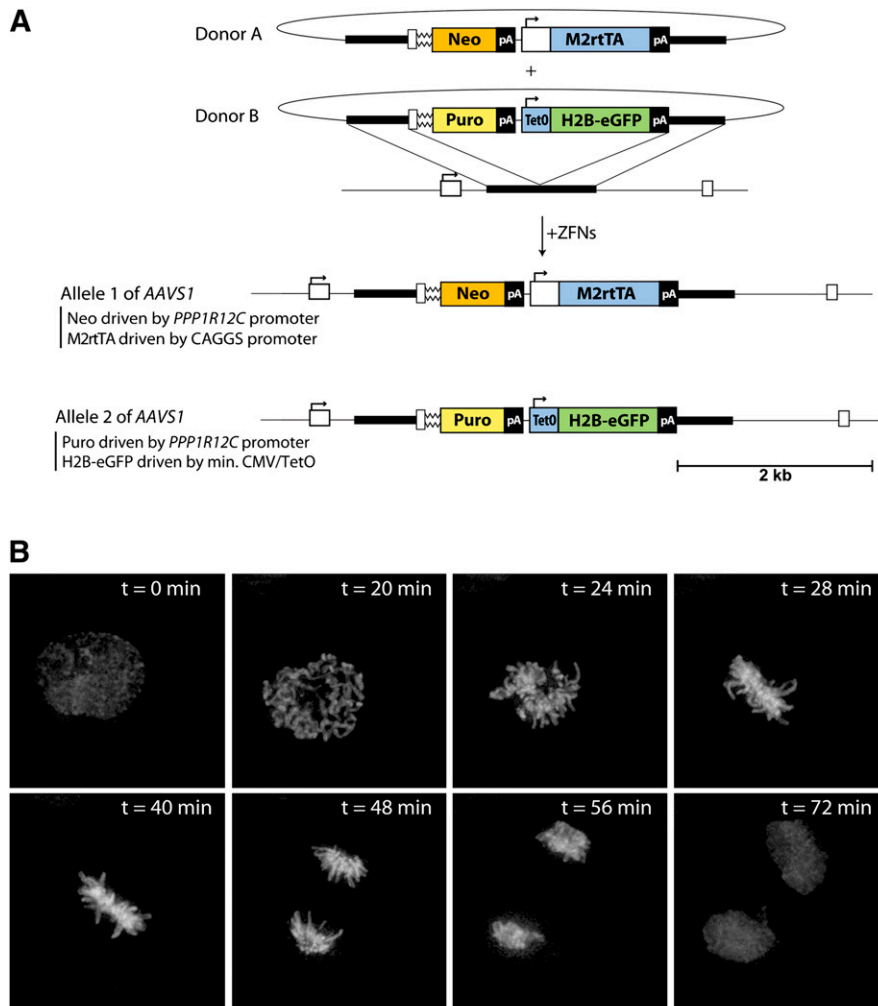 A
Donor A
Neo pA M2rtTA pA
+
Donor B
Puro pA TetO H2B-eGFP pA
+ZFNs
Allele 1 of AAVS1
Neo driven by PPP1R12C promoter
M2rtTA driven by CAGGS promoter
Neo pA M2rtTA pA
Allele 2 of AAVS1
Puro driven by PPP1R12C promoter
H2B-eGFP driven by min. CMV/TetO
Puro pA TetO H2B-eGFP pA
2 kb
B
t = 0 min
t = 20 min
t = 24 min
t = 28 min
t = 40 min
t = 48 min
t = 56 min
t = 72 min